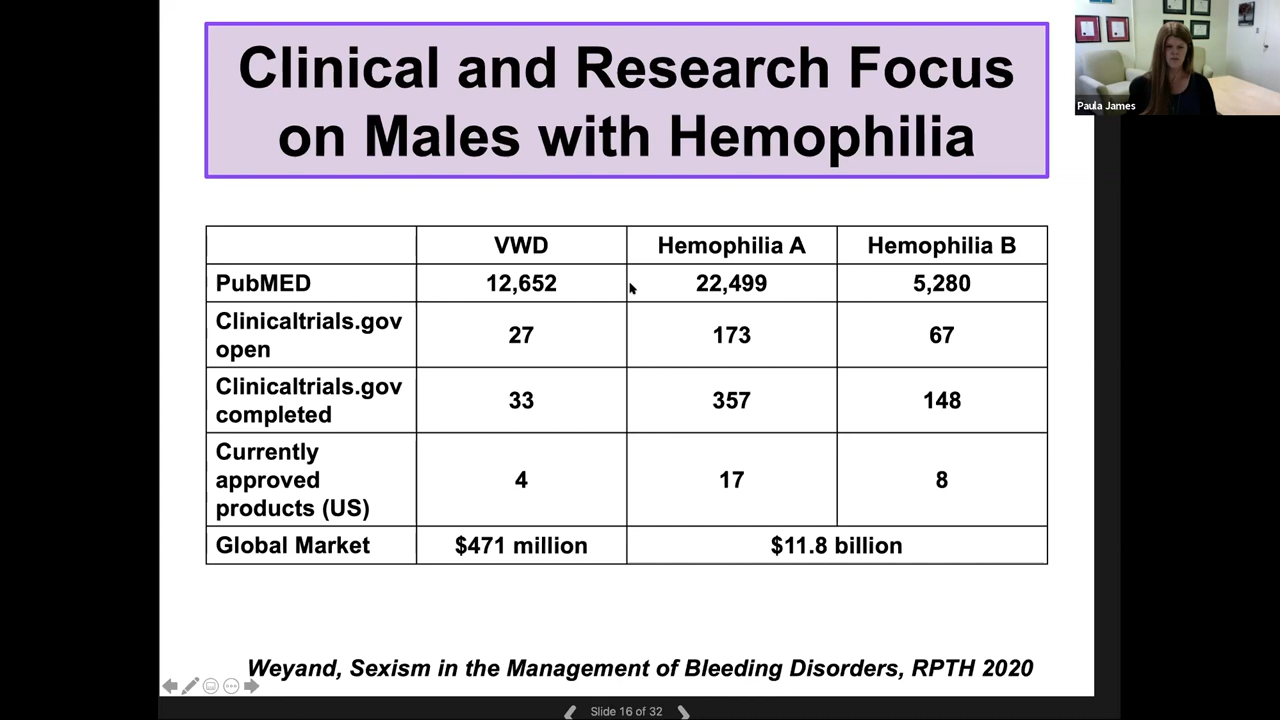 Clinical and Research Focus
on Males with Hemophilia
Paula James
VWD Hemophilia A Hemophilia B
PubMED 12,652 22,499 5,280
Clinicaltrials.gov
open 27 173 67
Clinicaltrials.gov
completed 33 357 148
Currently
approved
products (US) 4 17 8
Global Market $471 million $11.8 billion
Weyand, Sexism in the Management of Bleeding Disorders, RPTH 2020
Slide 16 of 32